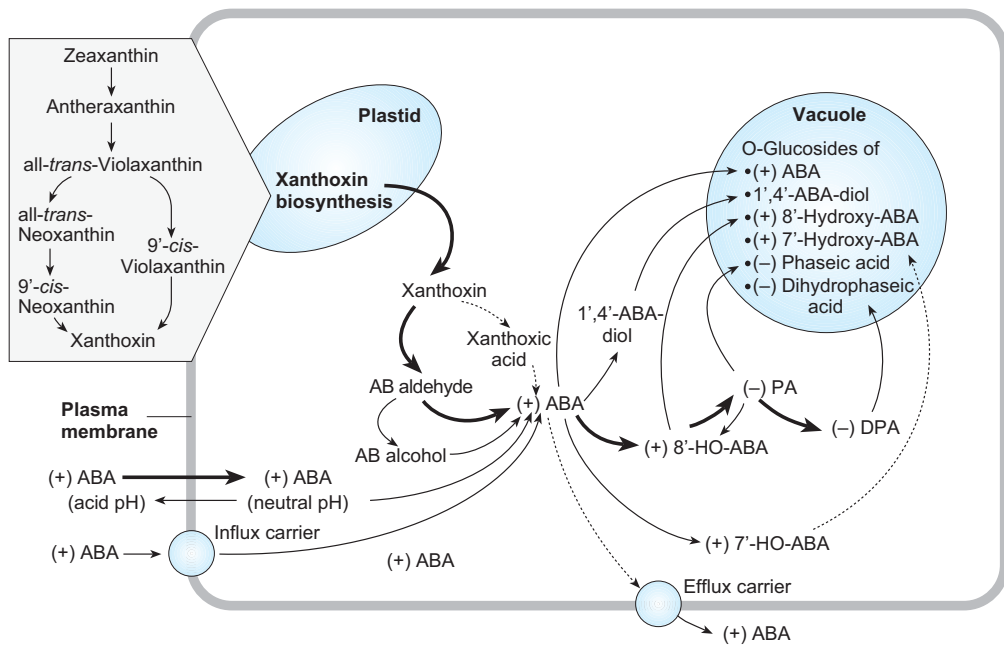 Zeaxanthin
Antheraxanthin
all-trans-Violaxanthin
all-trans-
Neoxanthin
9’-cis-
Violaxanthin
9’-cis-
Neoxanthin
Xanthoxin
Plastid
Xanthoxin
biosynthesis
Xanthoxin
Xanthoxic
acid
AB aldehyde
AB alcohol
(+) ABA
1’,4’-ABA-
diol
(+) 8’-HO-ABA
(–) PA
(–) DPA
(+) 7’-HO-ABA
Vacuole
O-Glucosides of
•(+) ABA
•1’,4’-ABA-diol
•(+) 8’-Hydroxy-ABA
•(+) 7’-Hydroxy-ABA
•(–) Phaseic acid
•(–) Dihydrophaseic
acid
Plasma
membrane
(+) ABA
(acid pH)
(+) ABA
(neutral pH)
Influx carrier
(+) ABA
(+) ABA
Efflux carrier
(+) ABA